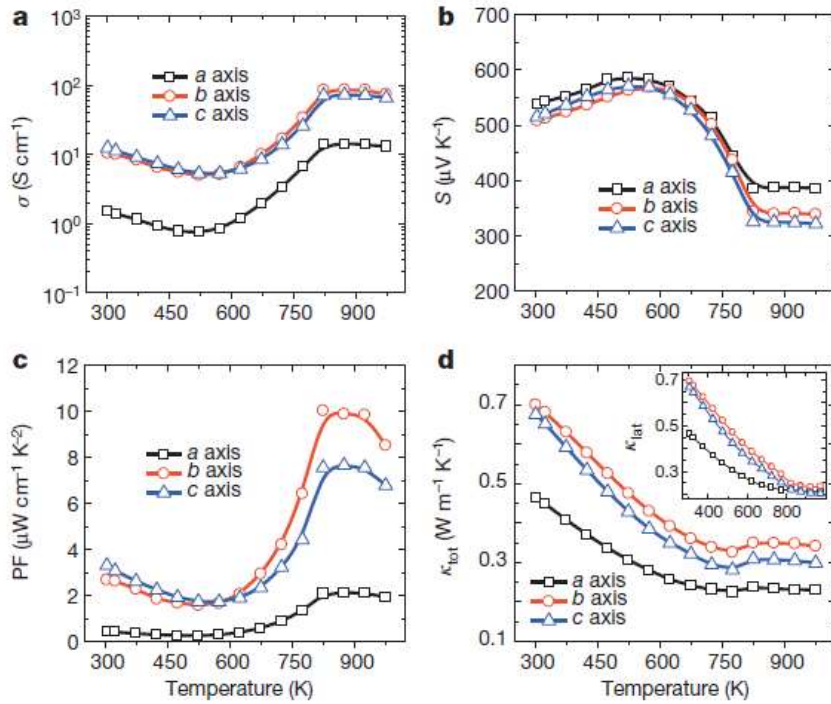 a
10³
10²
10¹
10⁰
10⁻¹
σ (S cm⁻¹)
a axis
b axis
c axis
300 450 600 750 900
b
700
600
500
400
300
200
S (μV K⁻¹)
a axis
b axis
c axis
300 450 600 750 900
c
12
10
8
6
4
2
0
PF (μW cm⁻¹ K⁻²)
a axis
b axis
c axis
300 450 600 750 900
Temperature (K)
d
0.7
0.5
0.3
0.1
κtot (W m⁻¹ K⁻¹)
0.7
0.5
0.3
κlat
400 600 800
a axis
b axis
c axis
300 450 600 750 900
Temperature (K)